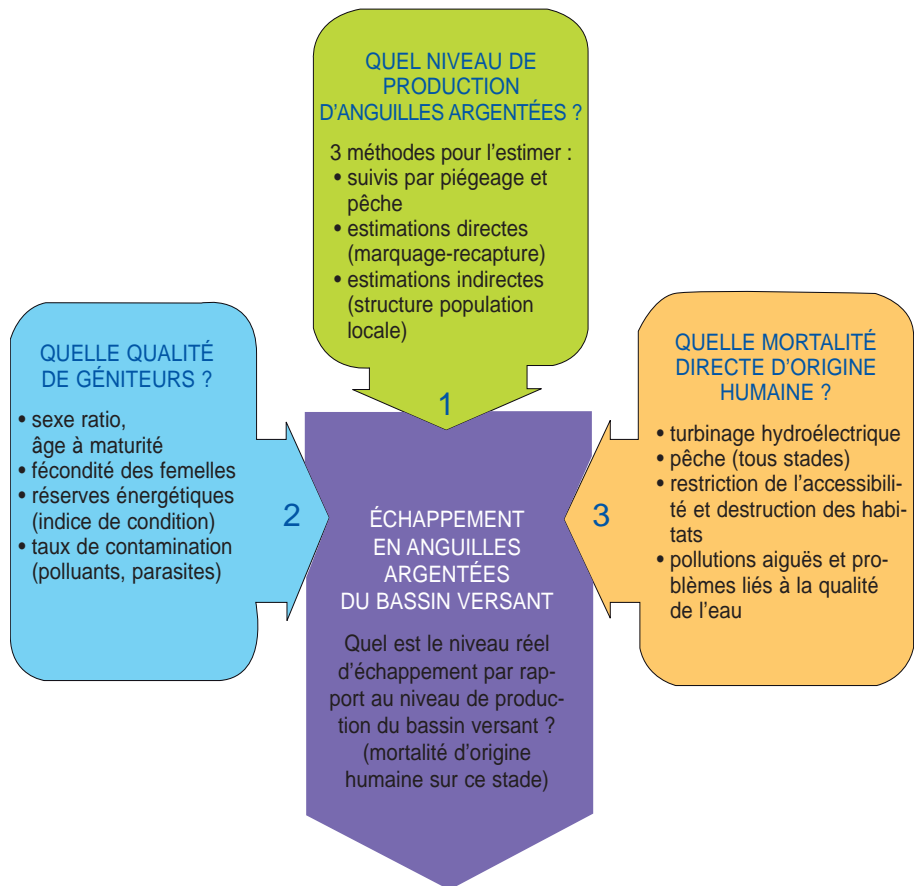 QUEL NIVEAU DE
PRODUCTION
D'ANGUILLES ARGENTÉES ?
3 méthodes pour l'estimer :
• suivis par piégeage et
pêche
• estimations directes
(marquage-recapture)
• estimations indirectes
(structure population
locale)
1
QUELLE QUALITÉ
DE GÉNITEURS ?
• sexe ratio,
âge à maturité
• fécondité des femelles
• réserves énergétiques
(indice de condition)
• taux de contamination
(polluants, parasites)
2
QUELLE MORTALITÉ
DIRECTE D'ORIGINE
HUMAINE ?
• turbinage hydroélectrique
• pêche (tous stades)
• restriction de l'accessibili-
té et destruction des habi-
tats
• pollutions aiguës et pro-
blèmes liés à la qualité
de l'eau
3
ÉCHAPPEMENT
EN ANGUILLES
ARGENTÉES
DU BASSIN VERSANT
Quel est le niveau réel
d'échappement par rap-
port au niveau de produc-
tion du bassin versant ?
(mortalité d'origine
humaine sur ce stade)